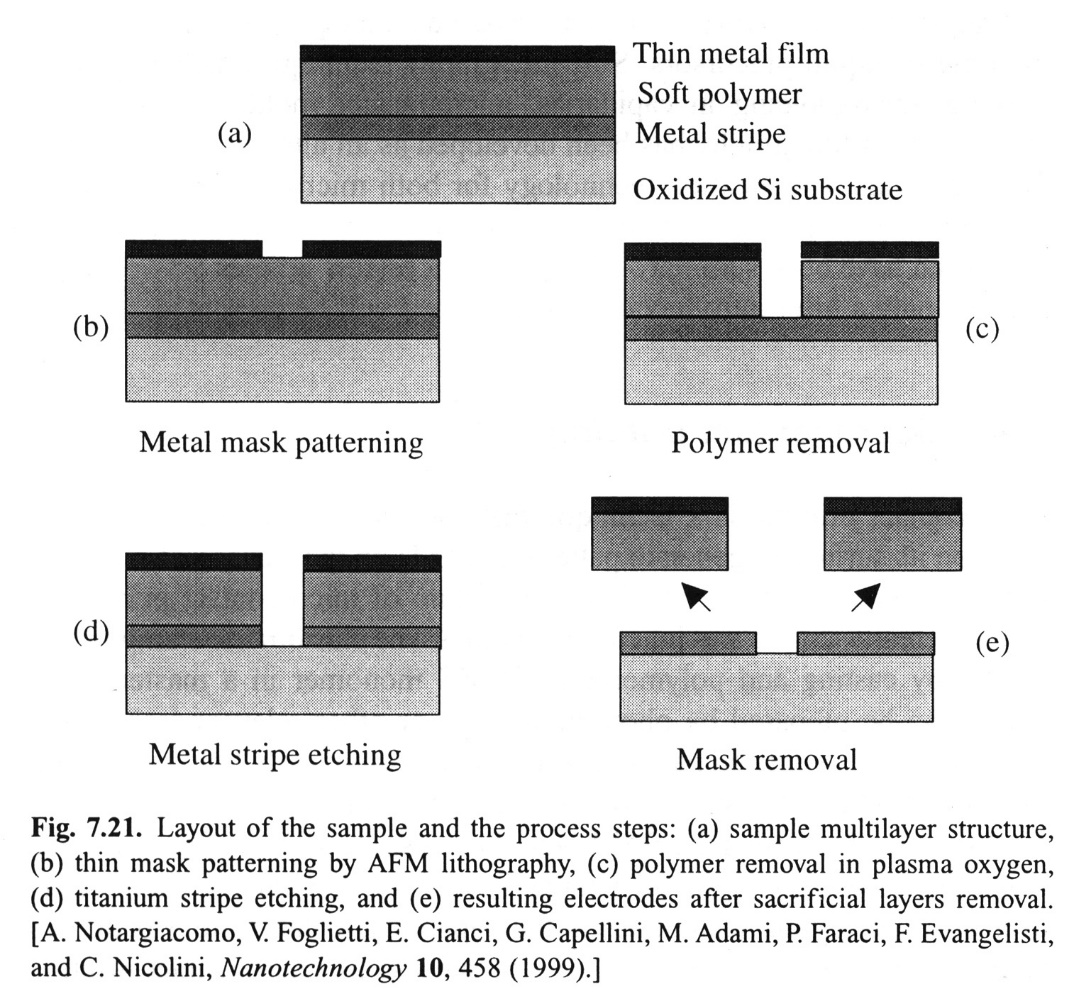 Thin metal film
Soft polymer
(a)
Metal stripe
Oxidized Si substrate
(b)
(c)
Metal mask patterning
Polymer removal
(d)
(e)
Metal stripe etching
Mask removal
Fig. 7.21. Layout of the sample and the process steps: (a) sample multilayer structure,
(b) thin mask patterning by AFM lithography, (c) polymer removal in plasma oxygen,
(d) titanium stripe etching, and (e) resulting electrodes after sacrificial layers removal.
[A. Notargiacomo, V. Foglietti, E. Cianci, G. Capellini, M. Adami, P. Faraci, F. Evangelisti,
and C. Nicolini, Nanotechnology 10, 458 (1999).]